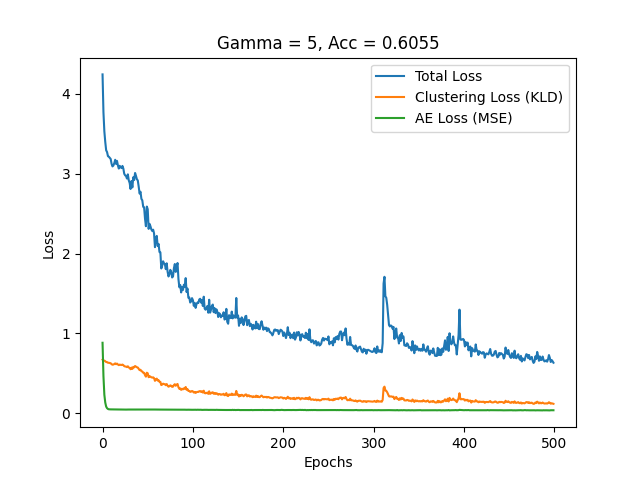 Gamma = 5, Acc = 0.6055
Total Loss
Clustering Loss (KLD)
AE Loss (MSE)
Loss
4
3
2
1
0
0 100 200 300 400 500
Epochs